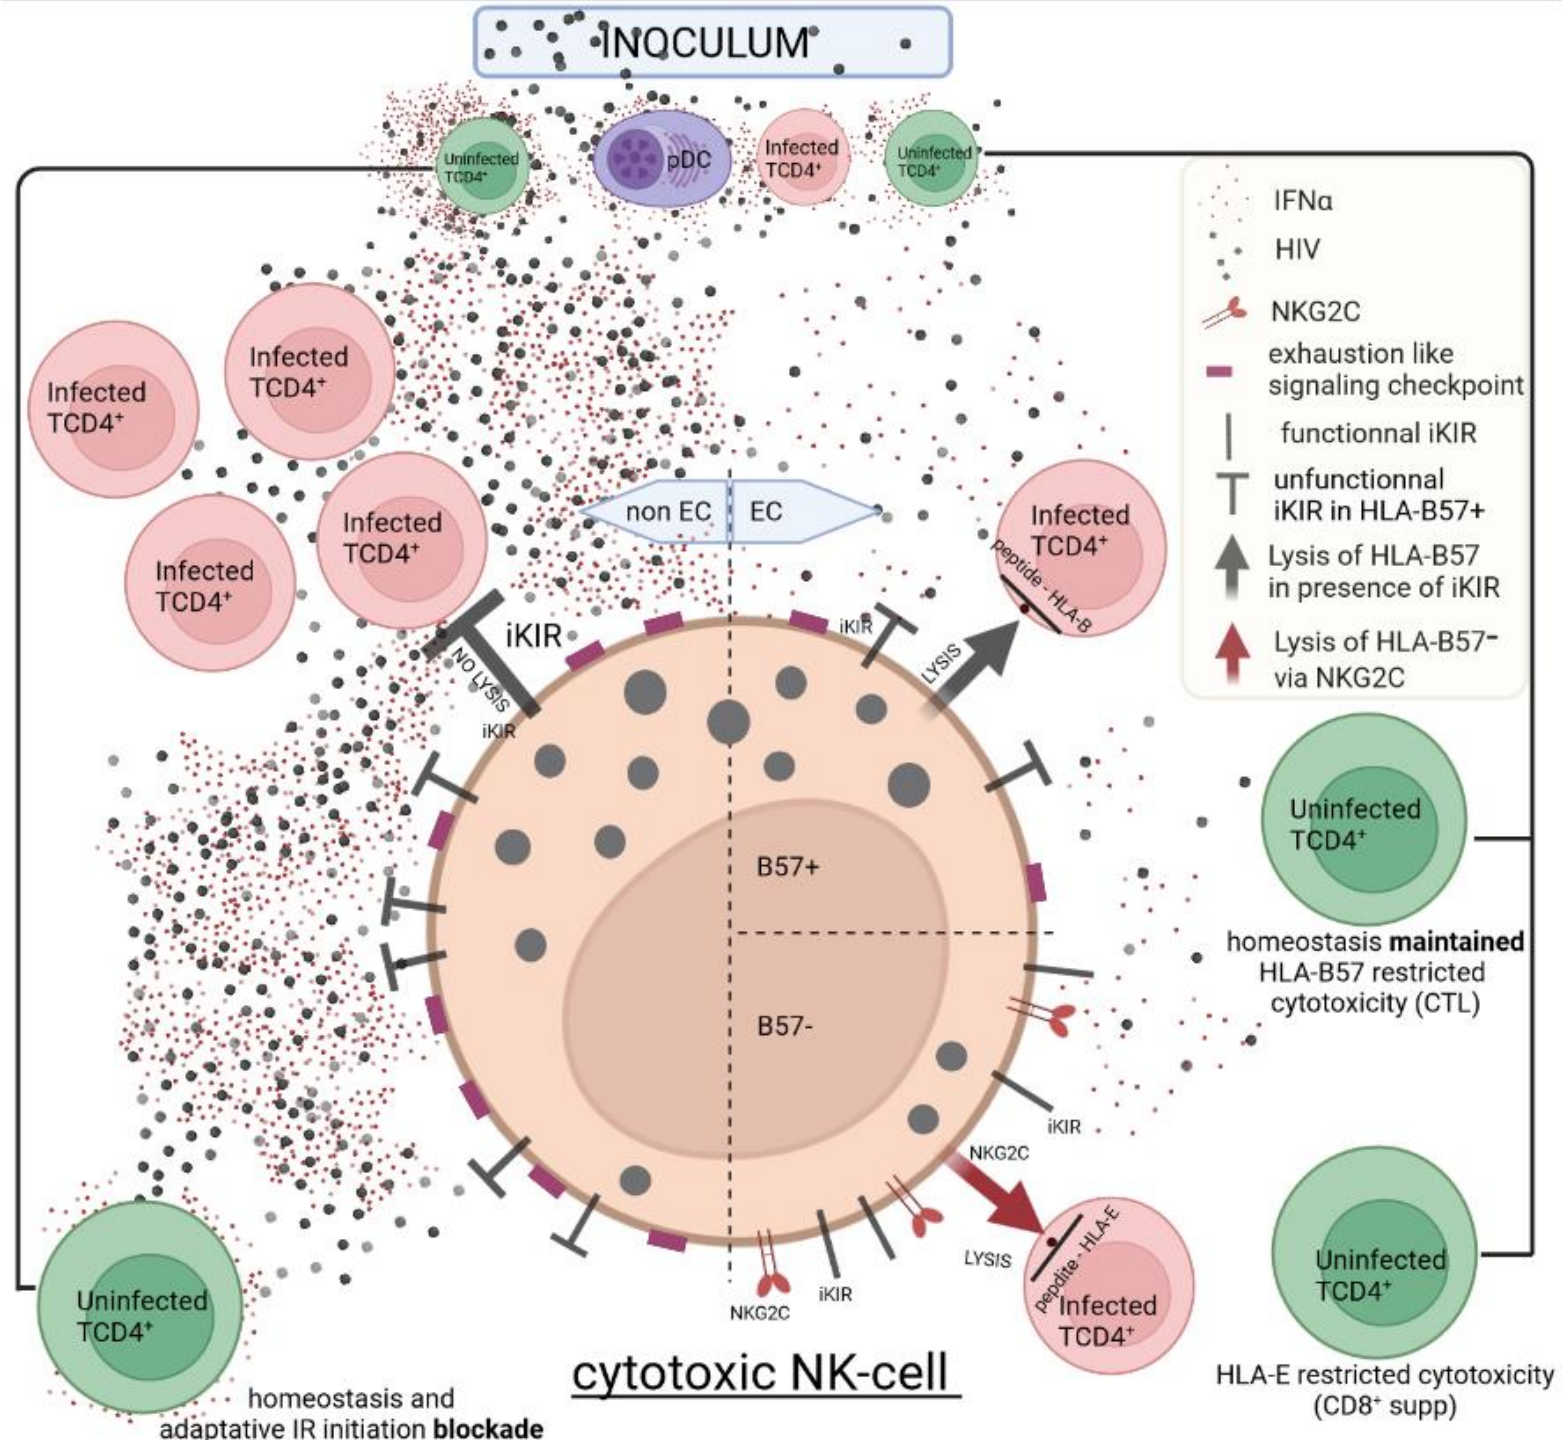 INOCULUM
Uninfected
TCD4⁺
pDC
Infected
TCD4⁺
Uninfected
TCD4⁺
IFNα
HIV
NKG2C
exhaustion like
signaling checkpoint
functionnal iKIR
unfunctionnal
iKIR in HLA-B57+
Lysis of HLA-B57
in presence of iKIR
Lysis of HLA-B57⁻
via NKG2C
Infected
TCD4⁺
Infected
TCD4⁺
Infected
TCD4⁺
Infected
TCD4⁺
non EC
EC
Infected
TCD4⁺
peptide - HLA-B
iKIR
NO LYSIS
iKIR
iKIR
LYSIS
B57+
B57-
Uninfected
TCD4⁺
homeostasis maintained
HLA-B57 restricted
cytotoxicity (CTL)
iKIR
NKG2C
LYSIS
pepdite - HLA-E
Infected
TCD4⁺
NKG2C
iKIR
Uninfected
TCD4⁺
HLA-E restricted cytotoxicity
(CD8⁺ supp)
Uninfected
TCD4⁺
cytotoxic NK-cell
homeostasis and
adaptative IR initiation blockade